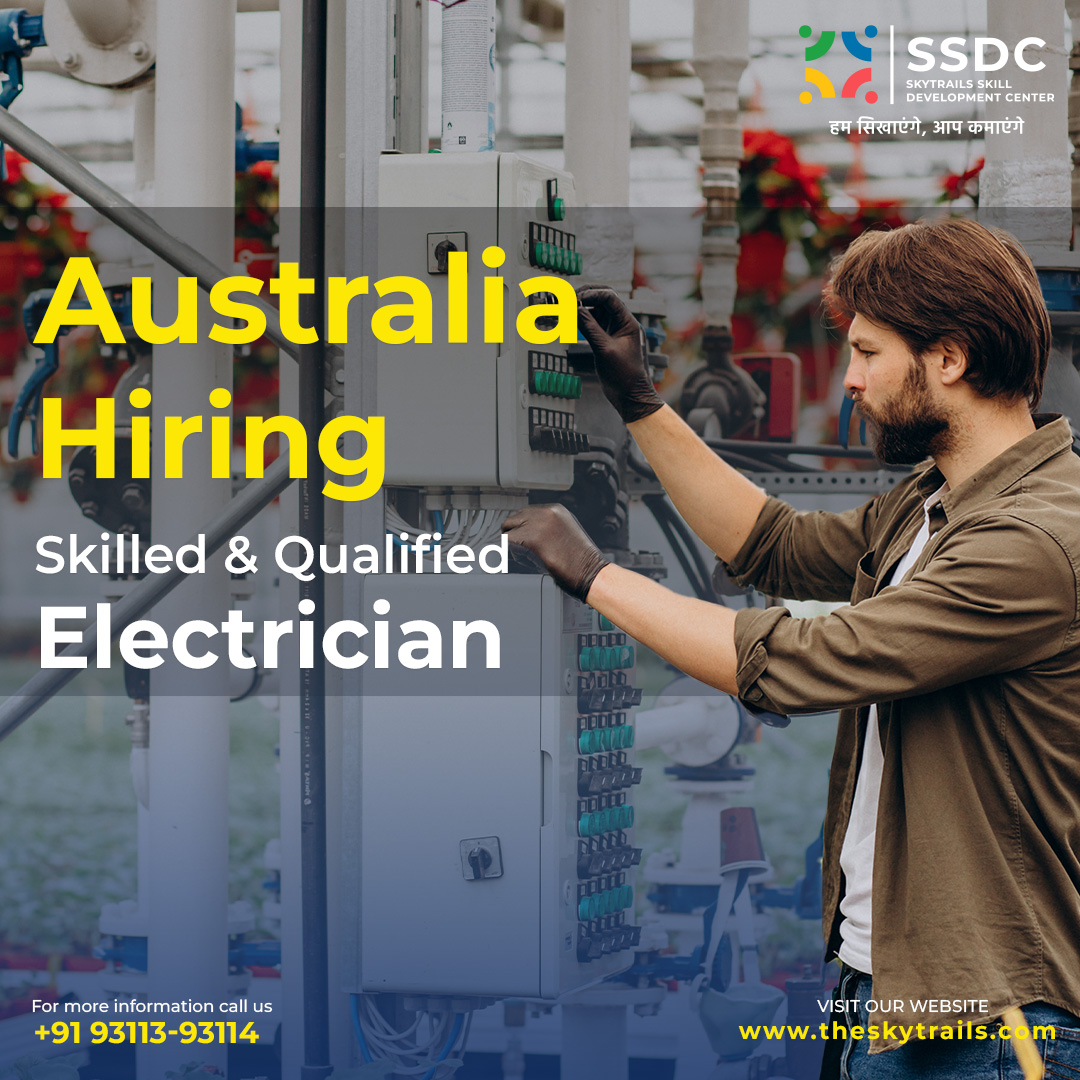 SSDC
SKYTRAILS SKILL
DEVELOPMENT CENTER
हम सिखाएंगे, आप कमाएंगे
Australia
Hiring
Skilled & Qualified
Electrician
For more information call us
+91 93113-93114
VISIT OUR WEBSITE
www.theskytrails.com